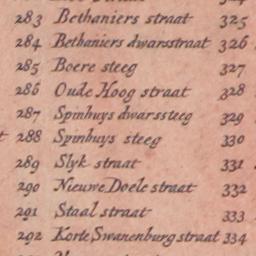 283 Bethaniers straat 325
284 Bethaniers dwarsstraat 326
285 Boere steeg 327
286 Oude Hoog straat 328
287 Spinhuys dwarssteeg 329
288 Spinhuys steeg 330
289 Slyk straat 331
290 Nieuwe Doele straat 332
291 Staal straat 333
292 Korte Swanenburg straat 334